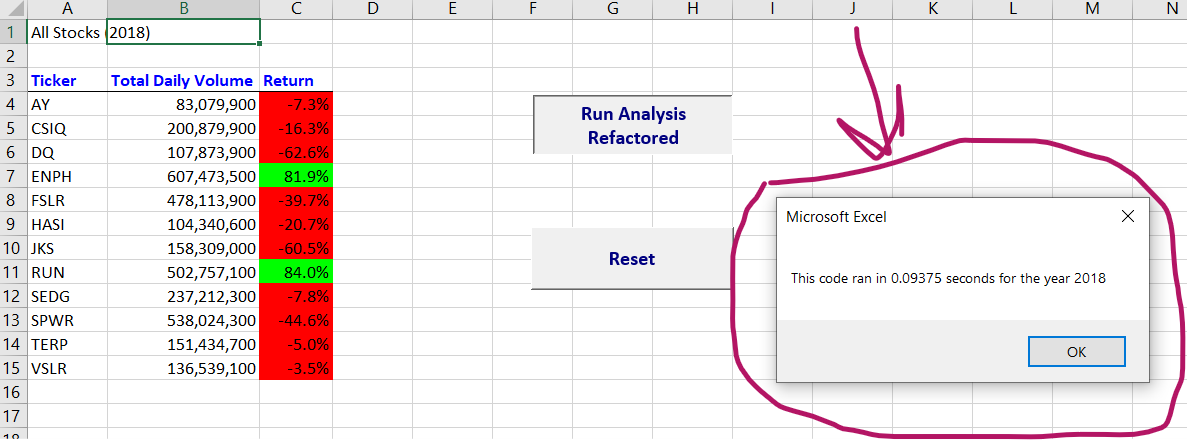 A B C D E F G H I J K L M N
1 All Stocks (2018)
2
3 Ticker Total Daily Volume Return
4 AY 83,079,900 -7.3%
5 CSIQ 200,879,900 -16.3%
6 DQ 107,873,900 -62.6%
7 ENPH 607,473,500 81.9%
8 FSLR 478,113,900 -39.7%
9 HASI 104,340,600 -20.7%
10 JKS 158,309,000 -60.5%
11 RUN 502,757,100 84.0%
12 SEDG 237,212,300 -7.8%
13 SPWR 538,024,300 -44.6%
14 TERP 151,434,700 -5.0%
15 VSLR 136,539,100 -3.5%
16
17
18
Run Analysis
Refactored
Reset
Microsoft Excel
This code ran in 0.09375 seconds for the year 2018
OK